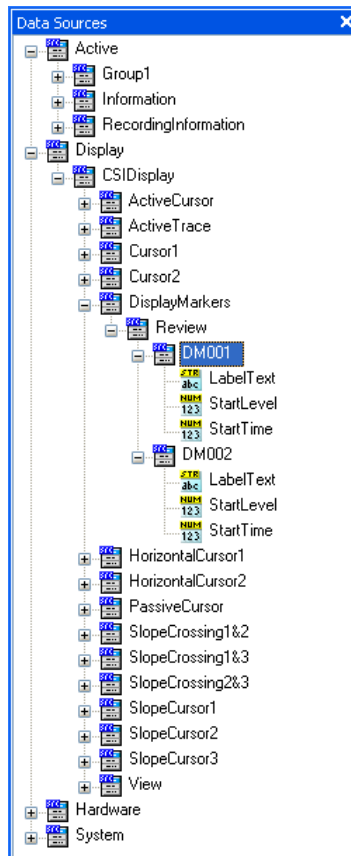 Data Sources
Active
Group1
Information
RecordingInformation
Display
CSIDisplay
ActiveCursor
ActiveTrace
Cursor1
Cursor2
DisplayMarkers
Review
DM001
LabelText
StartLevel
StartTime
DM002
LabelText
StartLevel
StartTime
HorizontalCursor1
HorizontalCursor2
PassiveCursor
SlopeCrossing1&2
SlopeCrossing1&3
SlopeCrossing2&3
SlopeCursor1
SlopeCursor2
SlopeCursor3
View
Hardware
System